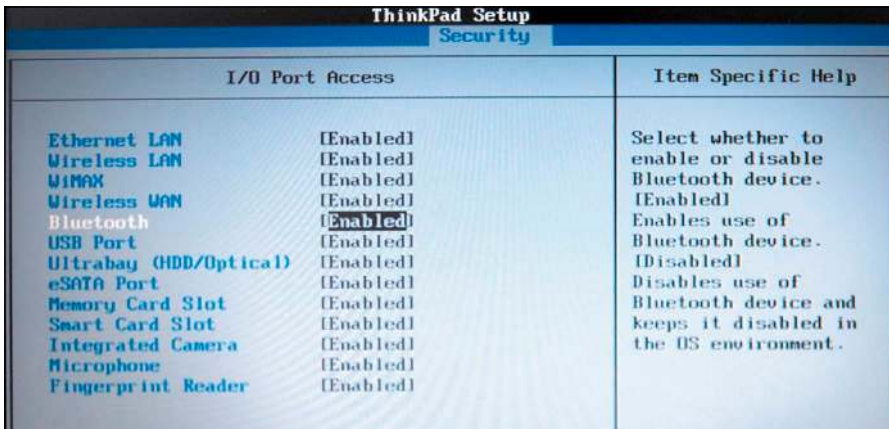 ThinkPad Setup
Security
I/O Port Access
Ethernet LAN [Enabled]
Wireless LAN [Enabled]
WiMAX [Enabled]
Wireless WAN [Enabled]
Bluetooth [Enabled]
USB Port [Enabled]
Ultrabay (HDD/Optical) [Enabled]
eSATA Port [Enabled]
Memory Card Slot [Enabled]
Smart Card Slot [Enabled]
Integrated Camera [Enabled]
Microphone [Enabled]
Fingerprint Reader [Enabled]
Item Specific Help
Select whether to
enable or disable
Bluetooth device.
[Enabled]
Enables use of
Bluetooth device.
[Disabled]
Disables use of
Bluetooth device and
keeps it disabled in
the OS environment.